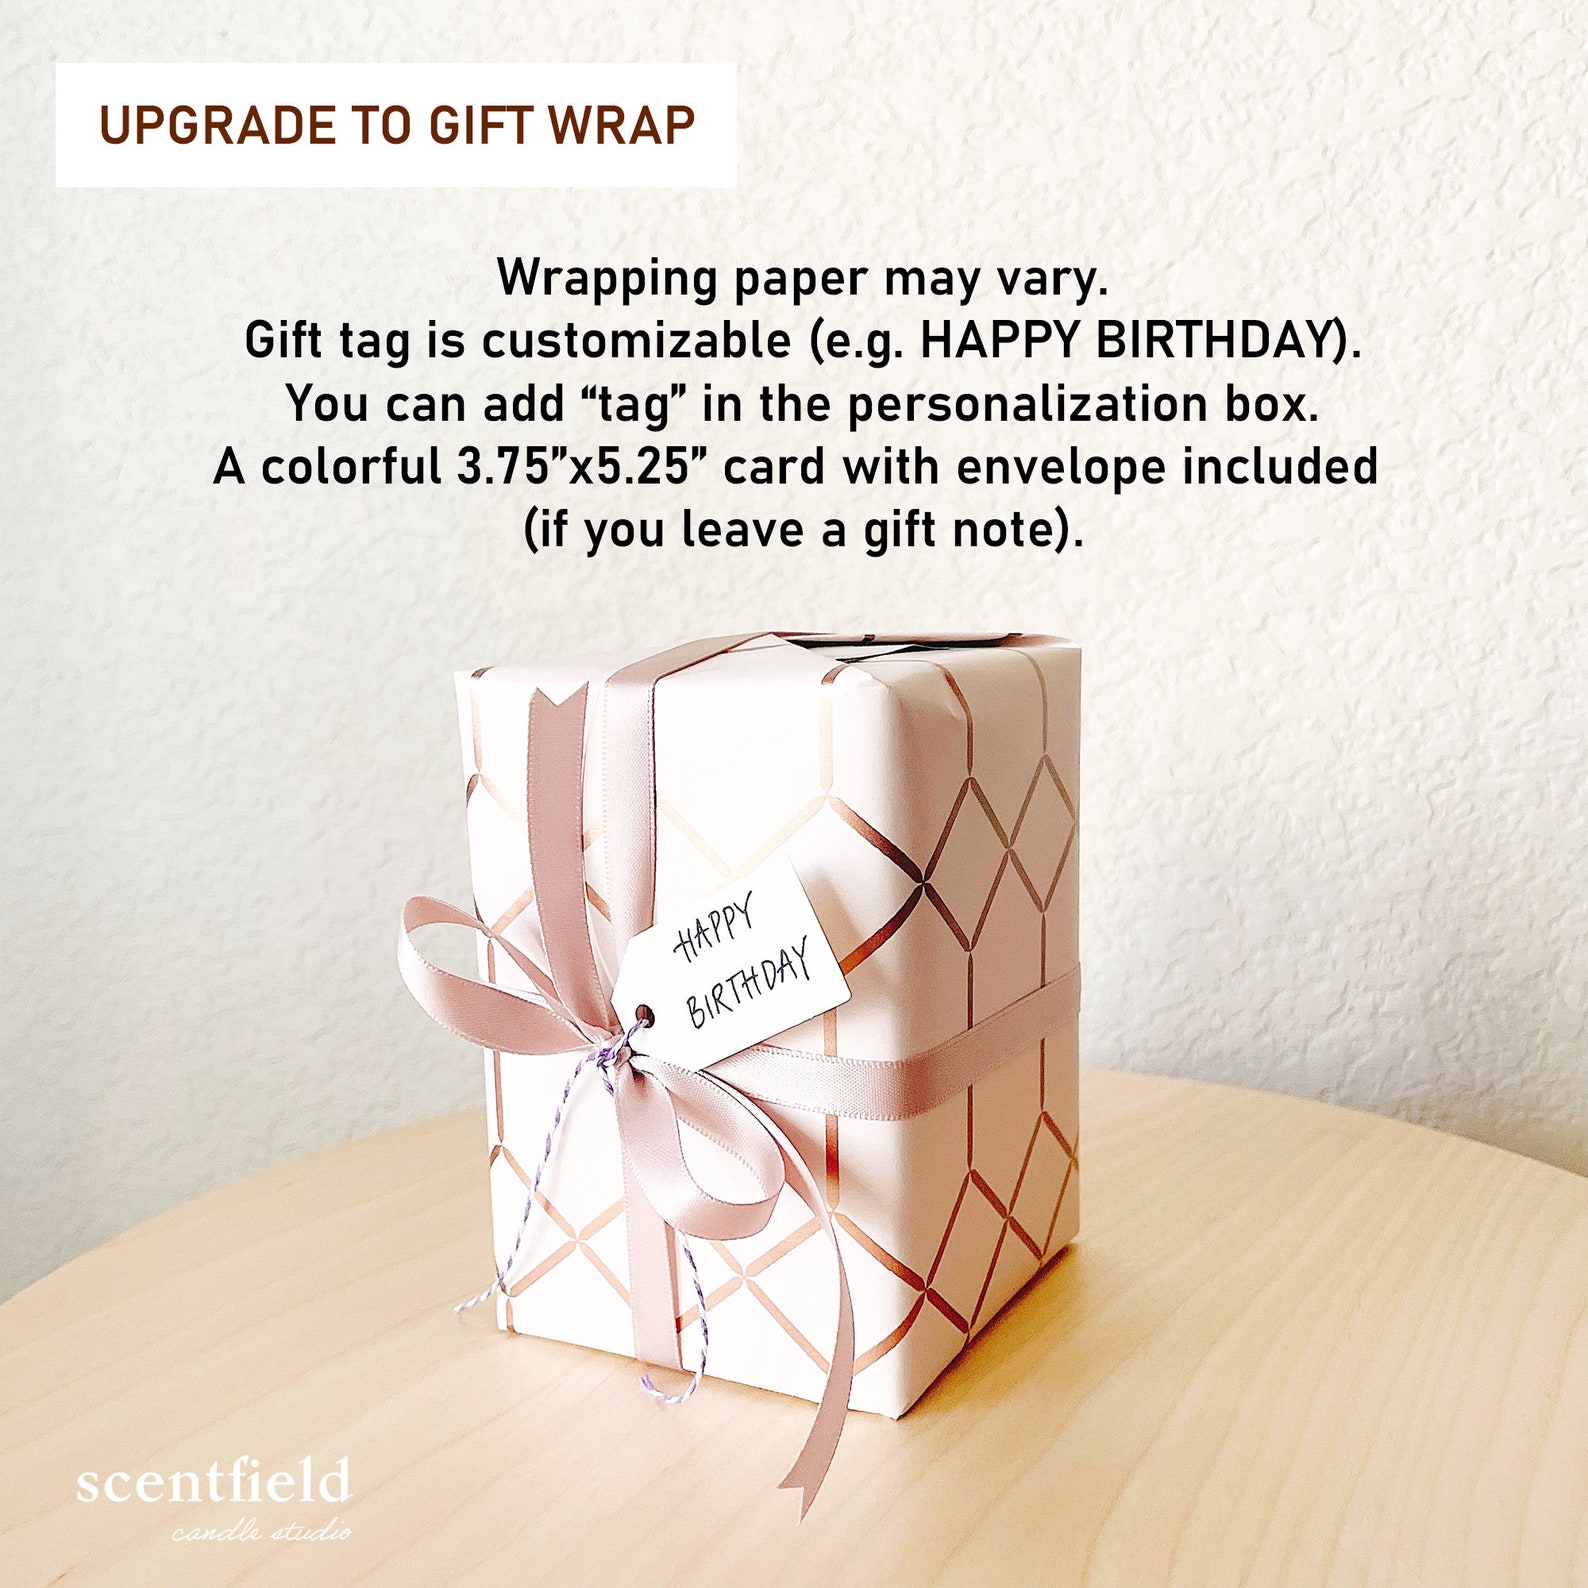 UPGRADE TO GIFT WRAP
Wrapping paper may vary.
Gift tag is customizable (e.g. HAPPY BIRTHDAY).
You can add “tag” in the personalization box.
A colorful 3.75”x5.25” card with envelope included
(if you leave a gift note).
HAPPY
BIRTHDAY
scentfield
candle studio